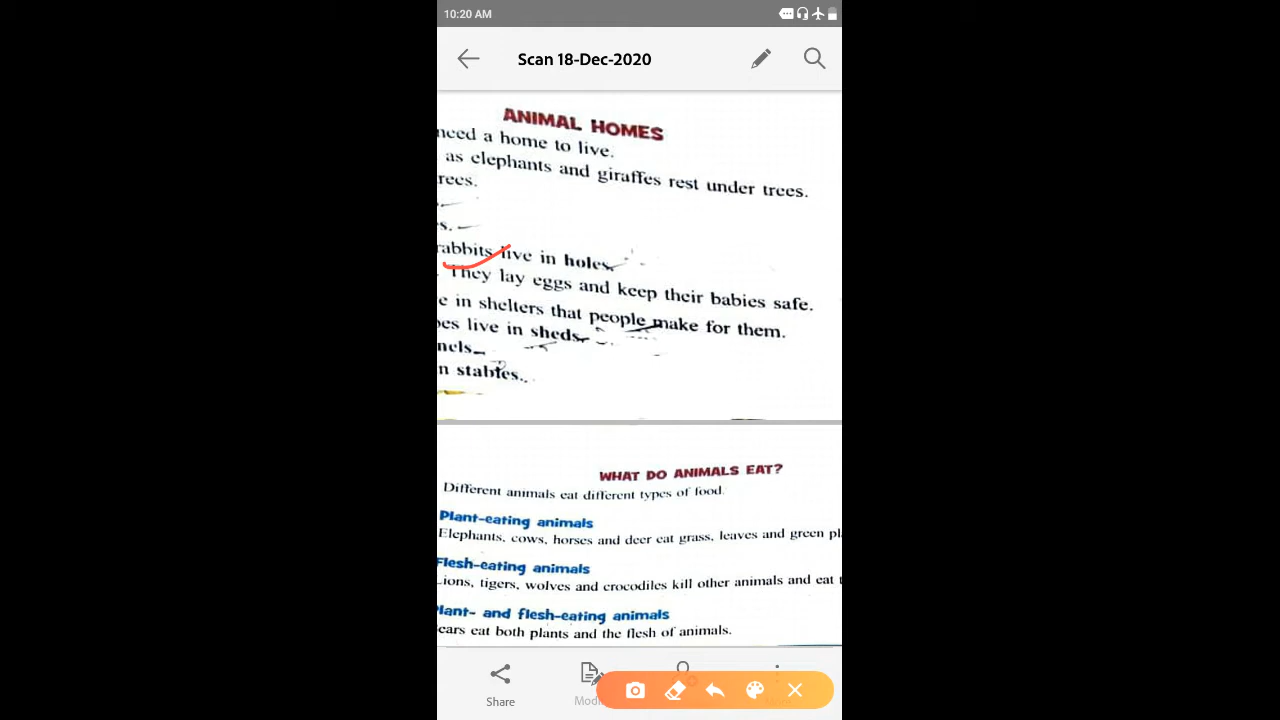 10:20 AM
Scan 18-Dec-2020
ANIMAL HOMES
need a home to live.
as elephants and giraffes rest under trees.
rees.
s.
rabbits live in holes.
They lay eggs and keep their babies safe.
e in shelters that people make for them.
es live in sheds.
nels.
n stables.
WHAT DO ANIMALS EAT?
Different animals eat different types of food.
Plant-eating animals
Elephants, cows, horses and deer eat grass, leaves and green pl
Flesh-eating animals
Lions, tigers, wolves and crocodiles kill other animals and eat t
Plant- and flesh-eating animals
ears eat both plants and the flesh of animals.
Share
Modi